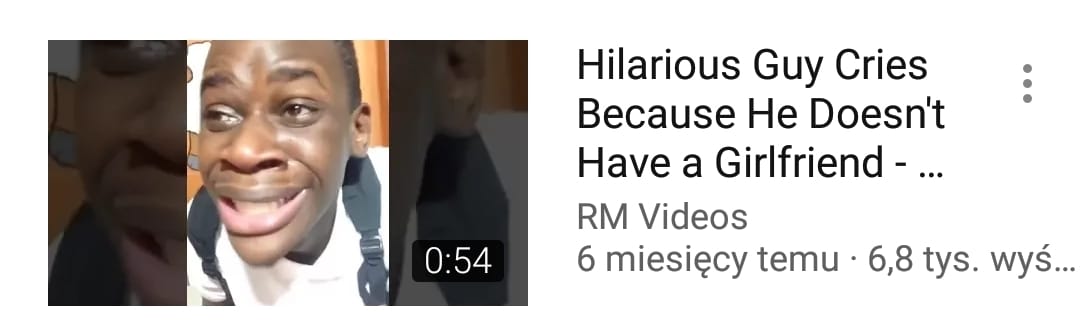 Hilarious Guy Cries
Because He Doesn't
Have a Girlfriend - ...
RM Videos
6 miesięcy temu · 6,8 tys. wyś...
0:54